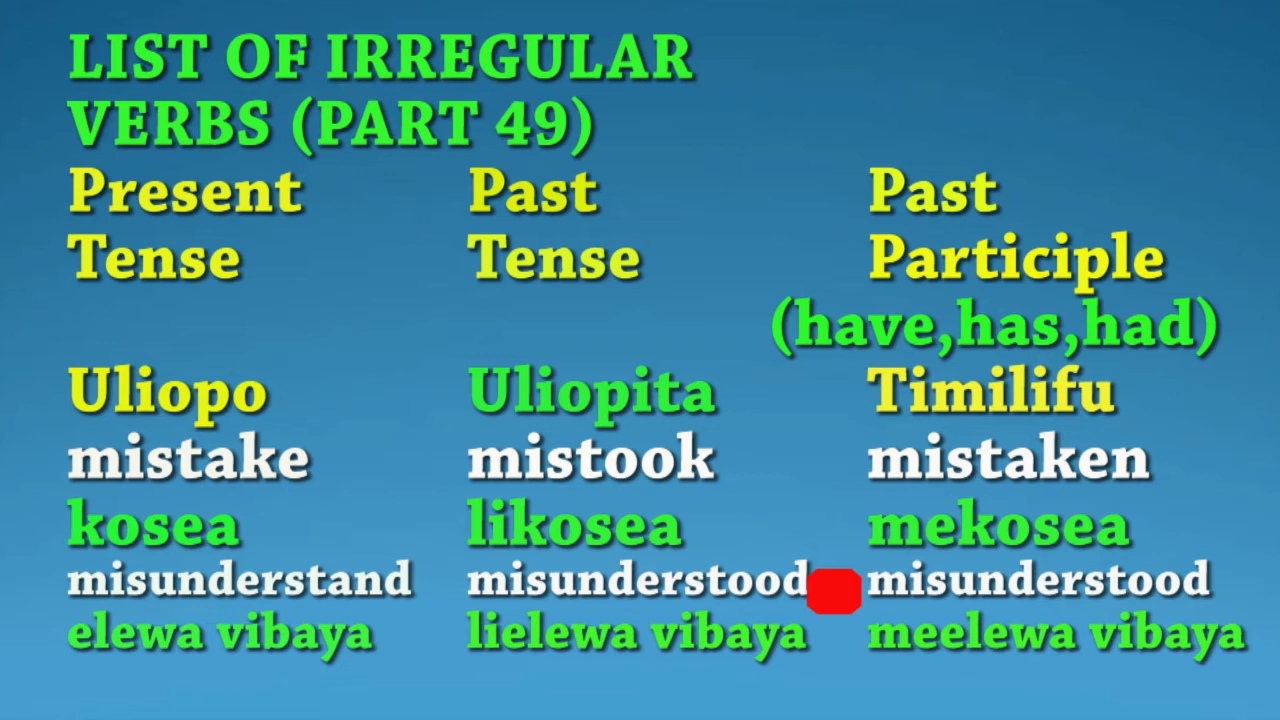 LIST OF IRREGULAR
VERBS (PART 49)
Present Past Past
Tense Tense Participle
(have,has,had)
Uliopo Uliopita Timilifu
mistake mistook mistaken
kosea likosea mekosea
misunderstand misunderstood misunderstood
elewa vibaya lielewa vibaya meelewa vibaya